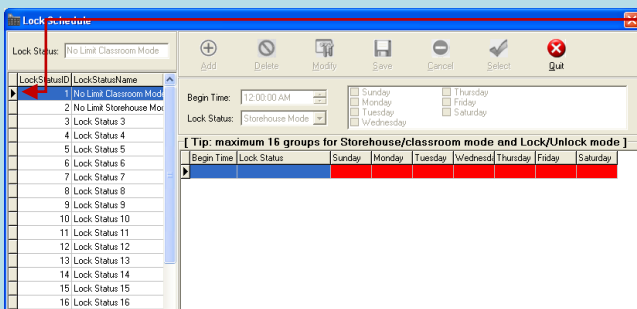 Lock Schedule
Lock Status: No Limit Classroom Mode
Add Delete Modify Save Cancel Select Quit
LockStatusID LockStatusName
1 No Limit Classroom Mode
2 No Limit Storehouse Moc
3 Lock Status 3
4 Lock Status 4
5 Lock Status 5
6 Lock Status 6
7 Lock Status 7
8 Lock Status 8
9 Lock Status 9
10 Lock Status 10
11 Lock Status 11
12 Lock Status 12
13 Lock Status 13
14 Lock Status 14
15 Lock Status 15
16 Lock Status 16
Begin Time: 12:00:00 AM
Lock Status: Storehouse Mode
Sunday Thursday
Monday Friday
Tuesday Saturday
Wednesday
[ Tip: maximum 16 groups for Storehouse/classroom mode and Lock/Unlock mode ]
Begin Time Lock Status Sunday Monday Tuesday Wednesd Thursday Friday Saturday